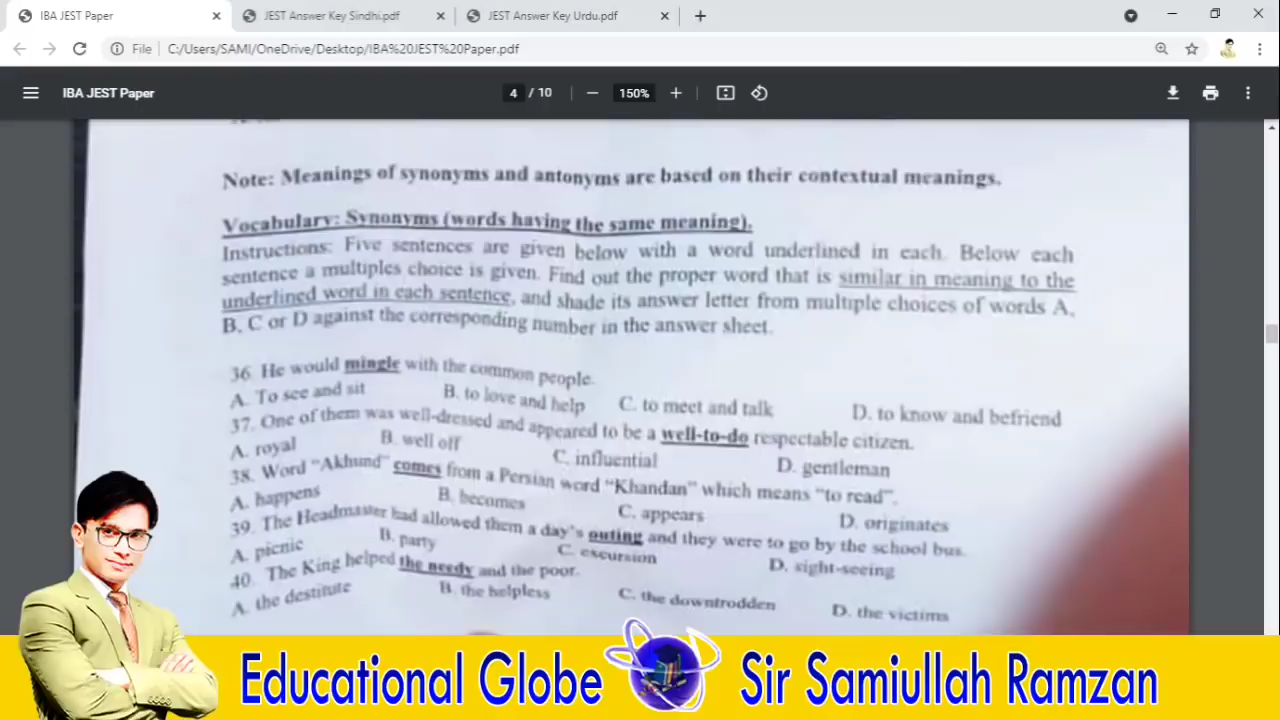 IBA JEST Paper
JEST Answer Key Sindhi.pdf
JEST Answer Key Urdu.pdf
File
C:/Users/SAMI/OneDrive/Desktop/IBA%20JEST%20Paper.pdf
IBA JEST Paper
4 / 10
150%
Note: Meanings of synonyms and antonyms are based on their contextual meanings.
Vocabulary: Synonyms (words having the same meaning).
Instructions: Five sentences are given below with a word underlined in each. Below each
sentence a multiples choice is given. Find out the proper word that is similar in meaning to the
underlined word in each sentence, and shade its answer letter from multiple choices of words A,
B, C or D against the corresponding number in the answer sheet.
36. He would mingle with the common people.
A. To see and sit B. to love and help C. to meet and talk D. to know and befriend
37. One of them was well-dressed and appeared to be a well-to-do respectable citizen.
A. royal B. well off C. influential D. gentleman
38. Word “Akhund” comes from a Persian word “Khandan” which means “to read”.
A. happens B. becomes C. appears D. originates
39. The Headmaster had allowed them a day’s outing and they were to go by the school bus.
A. picnic B. party C. excursion D. sight-seeing
40. The King helped the needy and the poor.
A. the destitute B. the helpless C. the downtrodden D. the victims
Educational Globe Sir Samiullah Ramzan